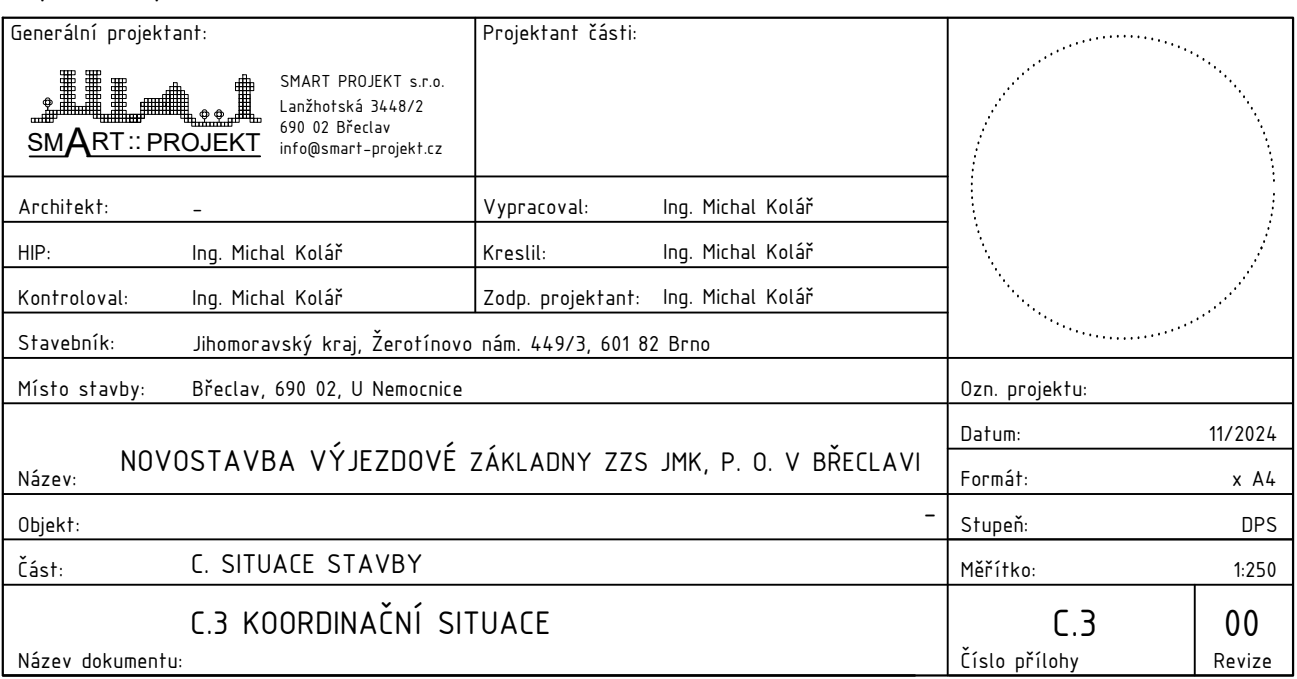 Generální projektant:
SMART::PROJEKT
SMART PROJEKT s.r.o.
Lanžhotská 3448/2
690 02 Břeclav
info@smart-projekt.cz
Projektant části:
Architekt: -
Vypracoval: Ing. Michal Kolář
HIP: Ing. Michal Kolář
Kreslil: Ing. Michal Kolář
Kontroloval: Ing. Michal Kolář
Zodp. projektant: Ing. Michal Kolář
Stavebník: Jihomoravský kraj, Žerotínovo nám. 449/3, 601 82 Brno
Místo stavby: Břeclav, 690 02, U Nemocnice
Ozn. projektu:
Datum: 11/2024
Název: NOVOSTAVBA VÝJEZDOVÉ ZÁKLADNY ZZS JMK, P. O. V BŘECLAVI
Formát: x A4
Objekt: -
Stupeň: DPS
Část: C. SITUACE STAVBY
Měřítko: 1:250
C.3 KOORDINAČNÍ SITUACE
Název dokumentu:
C.3
Číslo přílohy
00
Revize